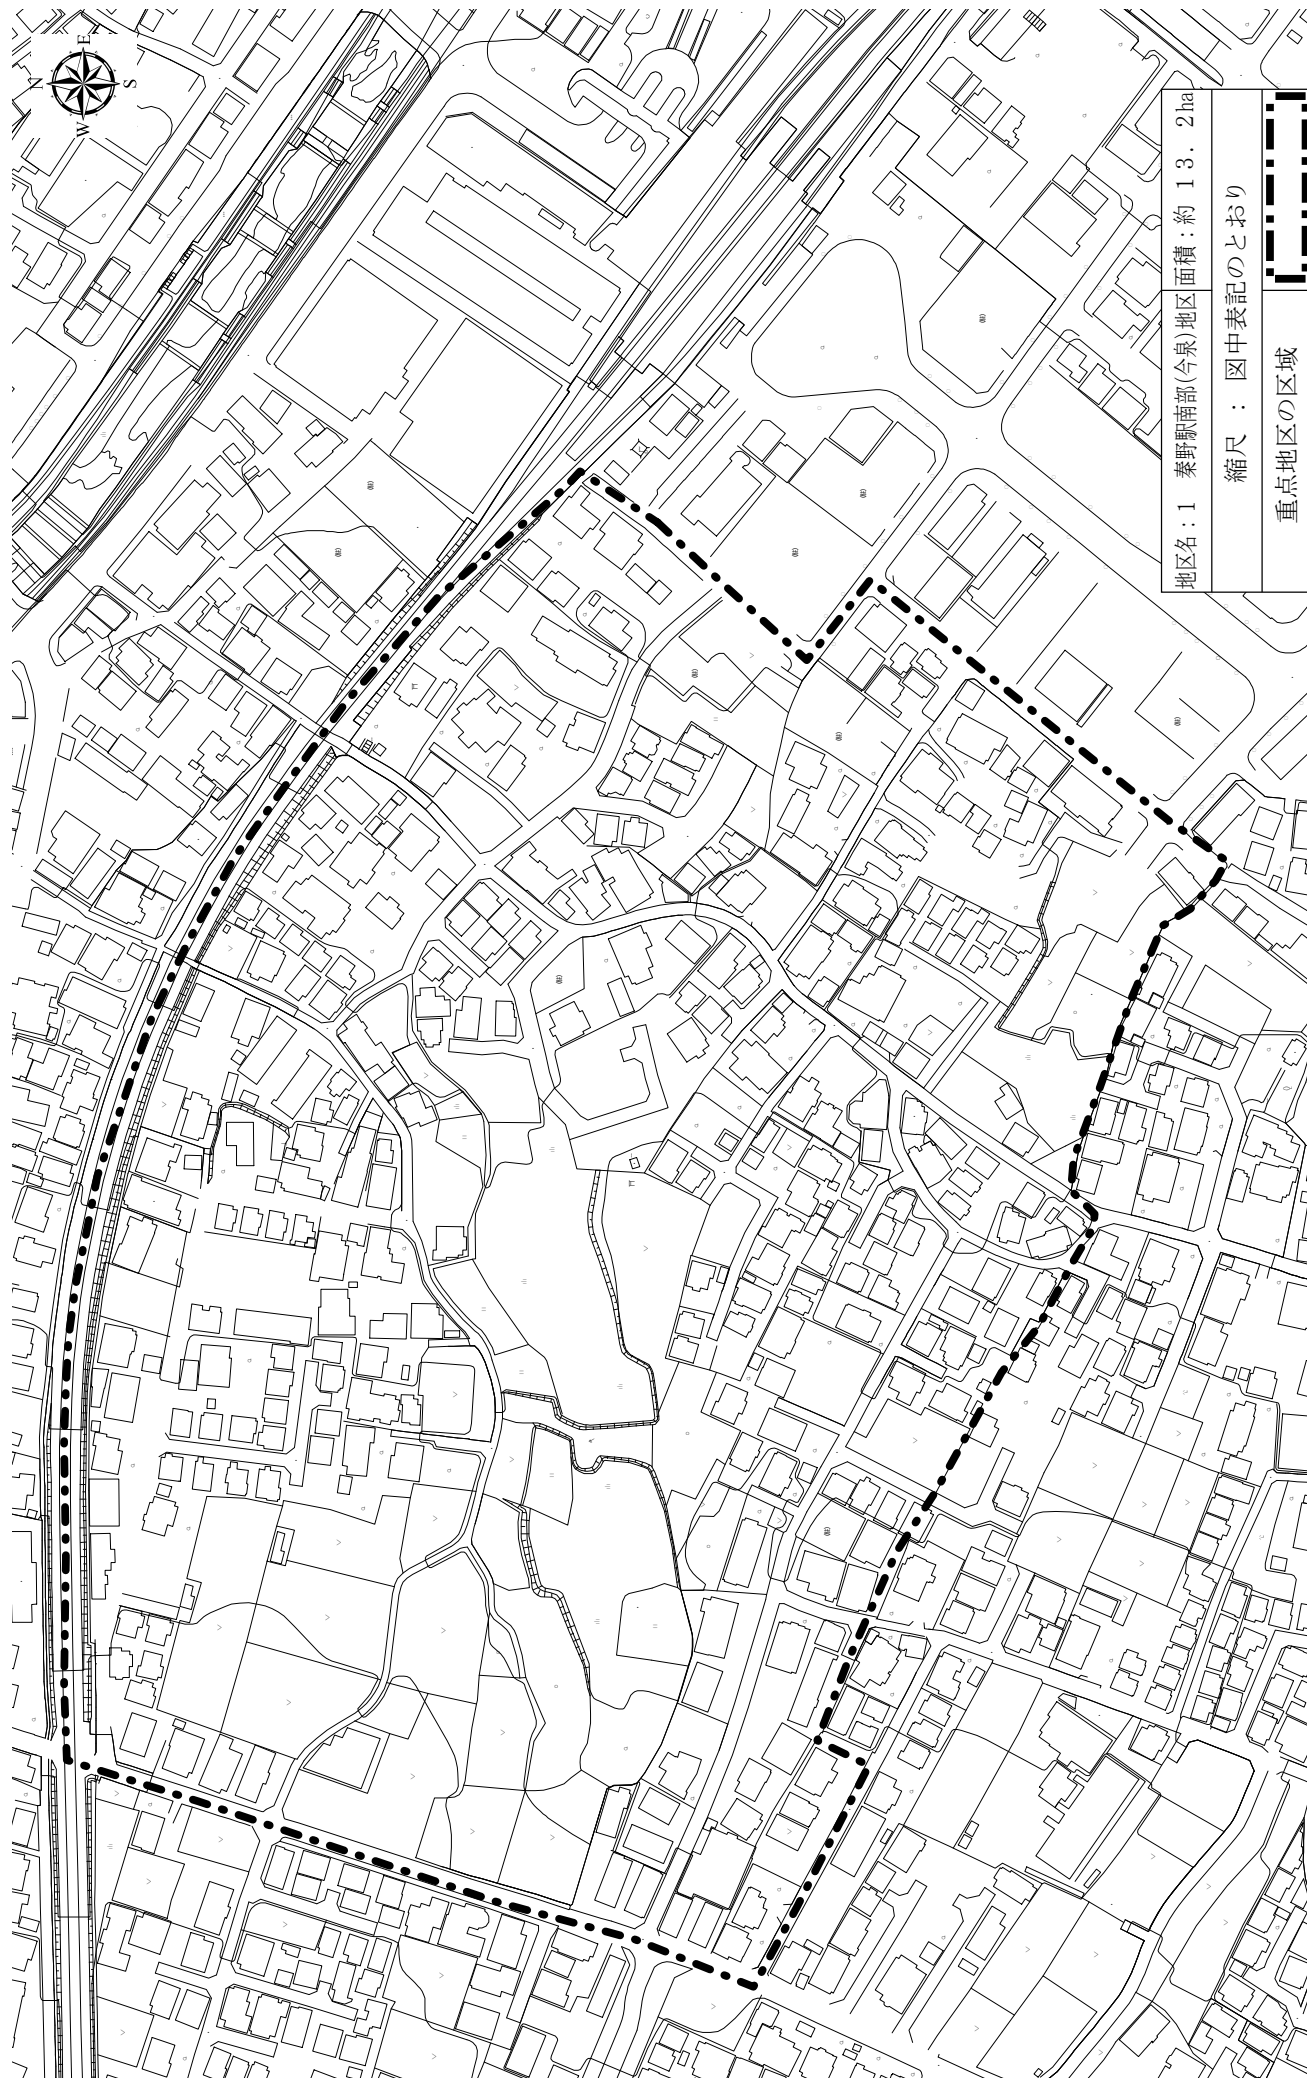 N
E
W
S
地区名：1　秦野駅南部(今泉)地区
面積：約 １３．２ha
縮尺　：　図中表記のとおり
重点地区の区域